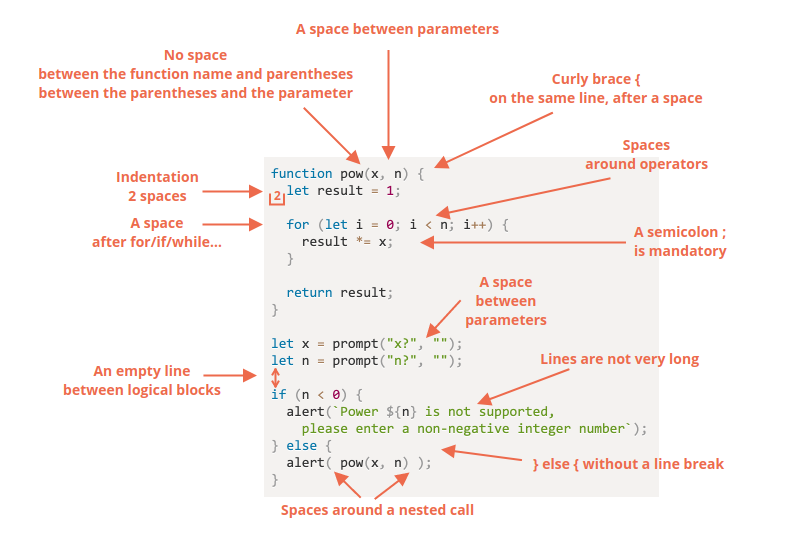 A space between parameters
No space
between the function name and parentheses
between the parentheses and the parameter
Curly brace {
on the same line, after a space
Spaces
around operators
Indentation
2 spaces
A space
after for/if/while...
function pow(x, n) {
2
let result = 1;
for (let i = 0; i < n; i++) {
result *= x;
}
return result;
}
A semicolon ;
is mandatory
A space
between
parameters
let x = prompt("x?", "");
let n = prompt("n?", "");
An empty line
between logical blocks
Lines are not very long
if (n < 0) {
alert(`Power ${n} is not supported,
please enter a non-negative integer number`);
} else {
alert( pow(x, n) );
}
} else { without a line break
Spaces around a nested call